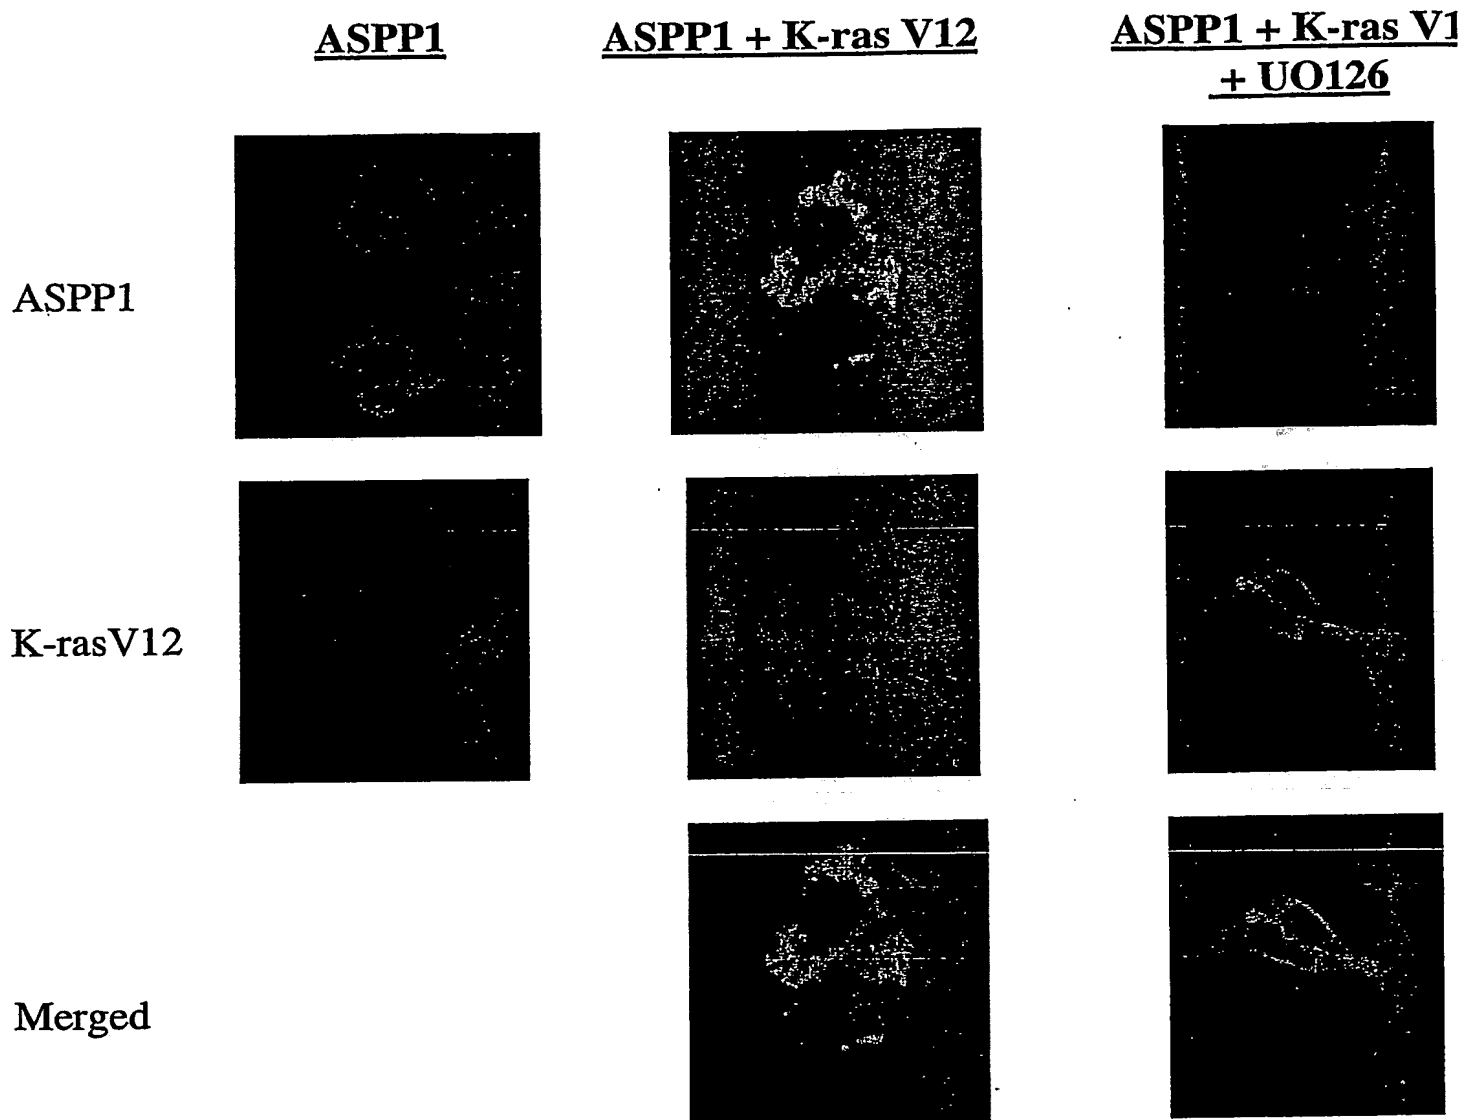 ASPP1
ASPP1 + K-ras V12
ASPP1 + K-ras V1
+ UO126
ASPP1
K-rasV12
Merged